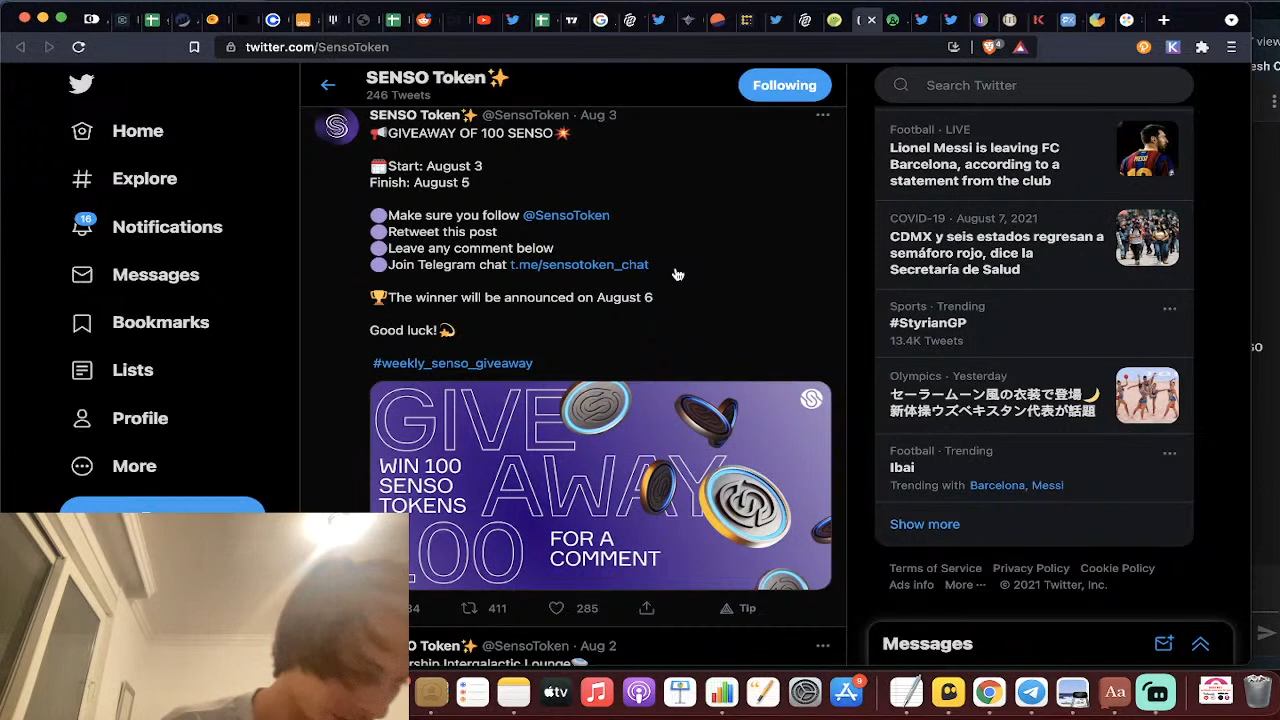 twitter.com/SensoToken
4
Home
Explore
16
Notifications
Messages
Bookmarks
Lists
Profile
More
SENSO Token✨
246 Tweets
Following
SENSO Token✨ @SensoToken · Aug 3
📢GIVEAWAY OF 100 SENSO💥
🗓Start: August 3
Finish: August 5
🟣Make sure you follow @SensoToken
🟣Retweet this post
🟣Leave any comment below
🟣Join Telegram chat t.me/sensotoken_chat
🏆The winner will be announced on August 6
Good luck!💫
#weekly_senso_giveaway
GIVE
AWAY
WIN 100
SENSO
TOKENS
FOR A
COMMENT
411
285
Tip
@SensoToken · Aug 2
Intergalactic Lounge
Search Twitter
Football · LIVE
Lionel Messi is leaving FC
Barcelona, according to a
statement from the club
COVID-19 · August 7, 2021
CDMX y seis estados regresan a
semáforo rojo, dice la
Secretaría de Salud
Sports · Trending
#StyrianGP
13.4K Tweets
Olympics · Yesterday
セーラームーン風の衣装で登場🌙
新体操ウズベキスタン代表が話題
Football · Trending
Ibai
Trending with Barcelona, Messi
Show more
Terms of Service Privacy Policy Cookie Policy
Ads info More ··· © 2021 Twitter, Inc.
Messages
tv
9
Aa